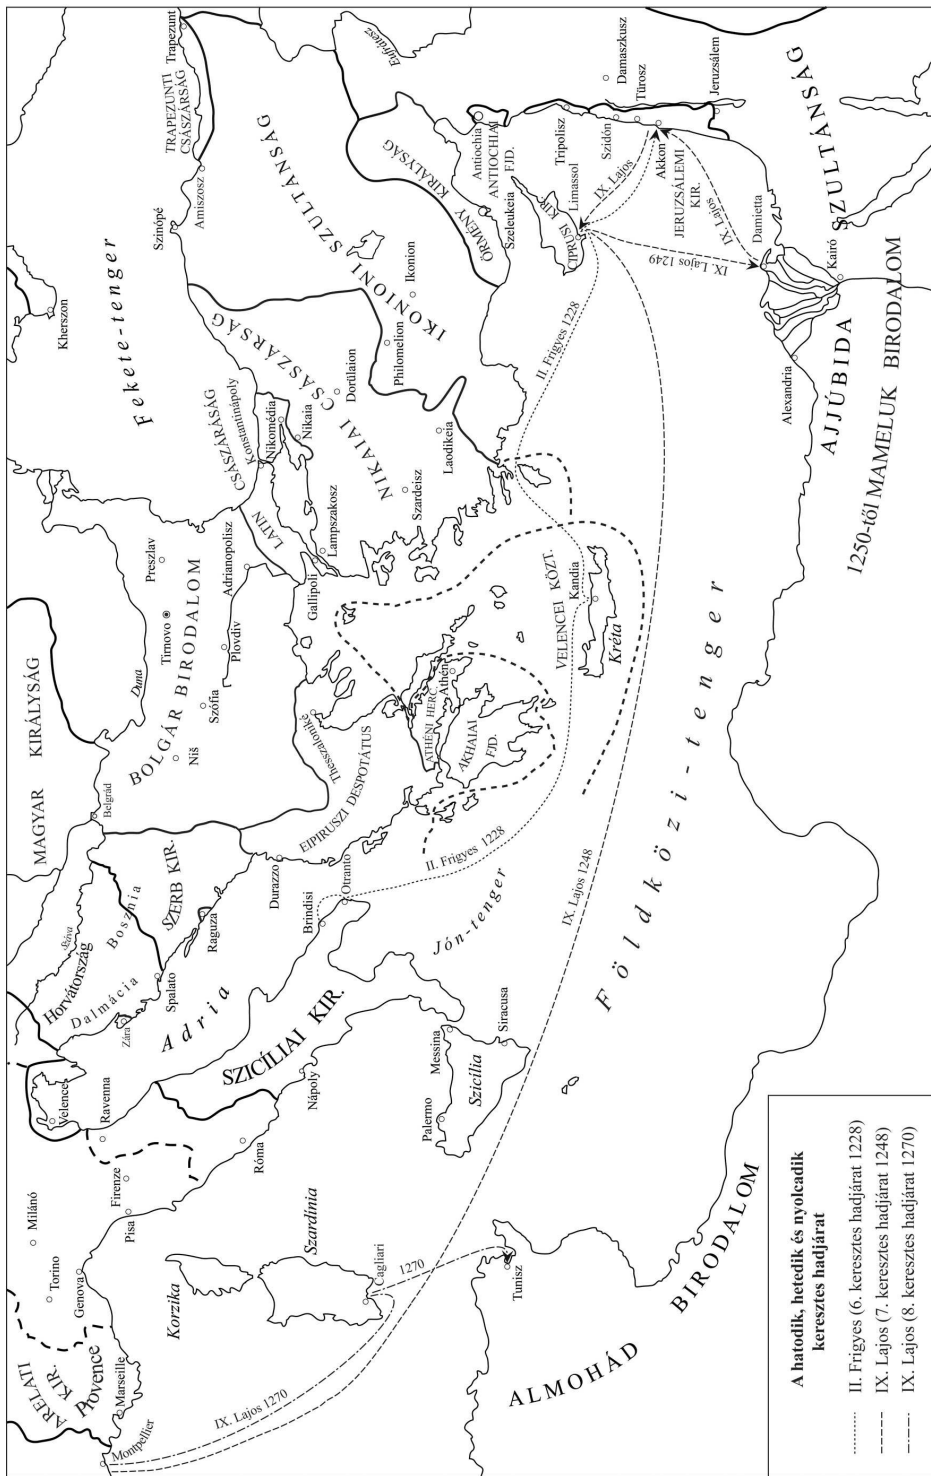 ARELATI
KIR.
Provence
Montpellier
Marseille
Torino
Milánó
Genova
Pisa
Firenze
Ravenna
Velence
Róma
Nápoly
Korzika
Szardínia
Cagliari
IX. Lajos 1270
1270
Tunisz
ALMOHÁD BIRODALOM
Palermo
Messina
Szicília
Siracusa
SZICÍLIAI KIR.
Adria
Horvátország
Száva
Dalmácia
Zára
Spalato
Bosznia
SZERB KIR.
Raguza
MAGYAR KIRÁLYSÁG
Belgrád
Duna
Niš
BOLGÁR BIRODALOM
Szófia
Tirnovo
Preszlav
Plovdiv
Adrianopolisz
Durazzo
Brindisi
Otranto
II. Frigyes 1228
Jón-tenger
EIPIRUSZI DESPOTÁTUS
Thesszaloniké
ATHÉNI HERC.
Athén
AKHAIAI
FJD.
IX. Lajos 1248
Földközi-tenger
VELENCEI KÖZT.
Kandia
Kréta
LATIN
CSÁSZÁRÁSÁG
Konstantinápoly
Nikomédia
Nikaia
Gallipoli
Lampszakosz
NIKAIAI CSÁSZÁRSÁG
Szardeisz
Laodikeia
Dorülaion
Philomelion
Ikonion
IKONIONI SZULTÁNSÁG
Fekete-tenger
Kherszon
Szinópé
Amiszosz
TRAPEZUNTI
CSÁSZÁRSÁG
Trapezunt
Eufrátesz
ÖRMÉNY KIRÁLYSÁG
Szeleukeia
Antiochia
ANTIOCHIAI
FJD.
CIPRUSI KIR.
Limassol
Tripolisz
Szidón
Türosz
Damaszkusz
Akkon
Jeruzsálem
JERUZSÁLEMI
KIR.
II. Frigyes 1228
IX. Lajos
IX. Lajos
IX. Lajos 1249
Damietta
Kairó
Alexandria
AJJÚBIDA SZULTÁNSÁG
1250-től MAMELUK BIRODALOM
A hatodik, hetedik és nyolcadik
keresztes hadjárat
II. Frigyes (6. keresztes hadjárat 1228)
IX. Lajos (7. keresztes hadjárat 1248)
IX. Lajos (8. keresztes hadjárat 1270)